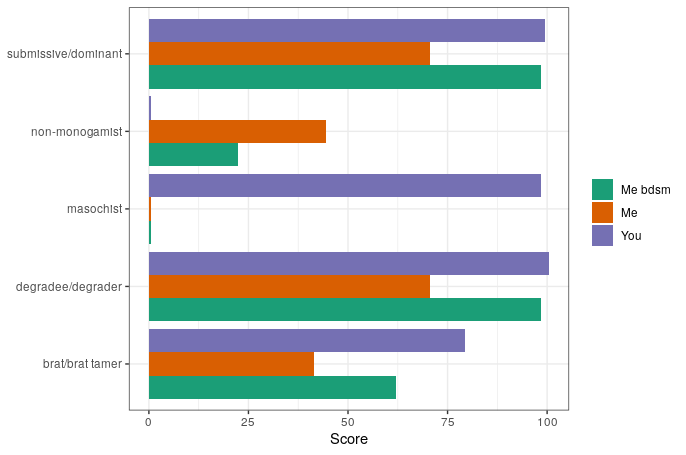 submissive/dominant
non-monogamist
masochist
degradee/degrader
brat/brat tamer
0 25 50 75 100
Score
Me bdsm
Me
You